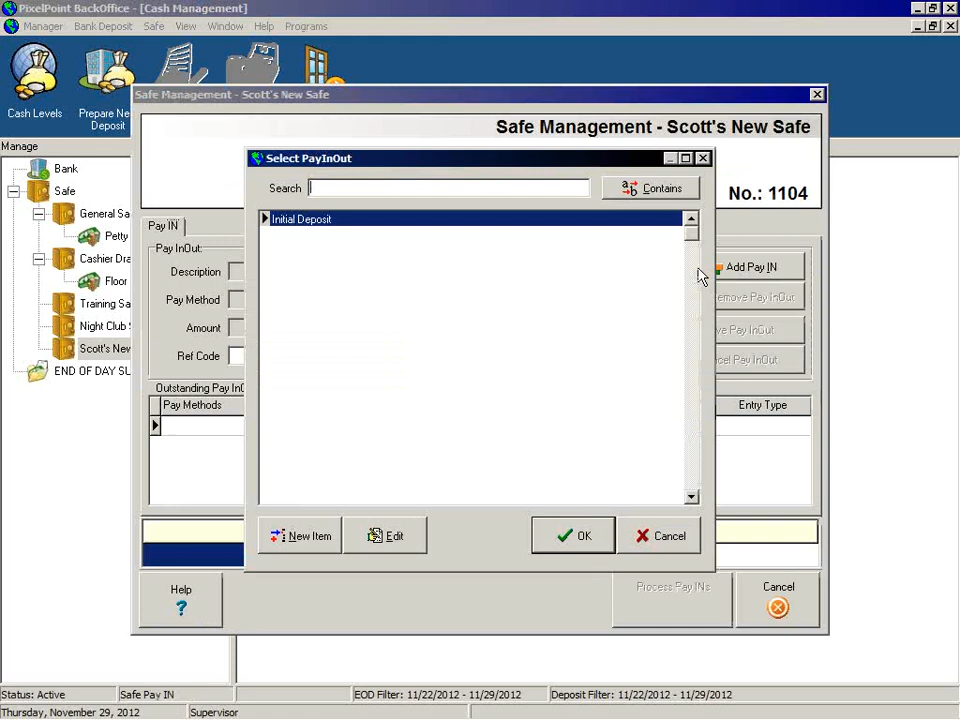 PixelPoint BackOffice - [Cash Management]
Manager Bank Deposit Safe View Window Help Programs
Cash Levels
Prepare Ne
Deposit
Safe Management - Scott's New Safe
Safe Management - Scott's New Safe
No.: 1104
Manage
Bank
Safe
General Sa
Petty
Cashier Dra
Floor
Training Sa
Night Club S
Scott's New
END OF DAY SU
Pay IN
Pay InOut:
Description
Pay Method
Amount
Ref Code
Outstanding Pay InO
Pay Methods
Entry Type
Add Pay IN
emove Pay InOut
ve Pay InOut
cel Pay InOut
Select PayInOut
Search
Contains
Initial Deposit
New Item
Edit
OK
Cancel
Help
Process Pay INs
Cancel
Status: Active Safe Pay IN EOD Filter: 11/22/2012 - 11/29/2012 Deposit Filter: 11/22/2012 - 11/29/2012
Thursday, November 29, 2012 Supervisor